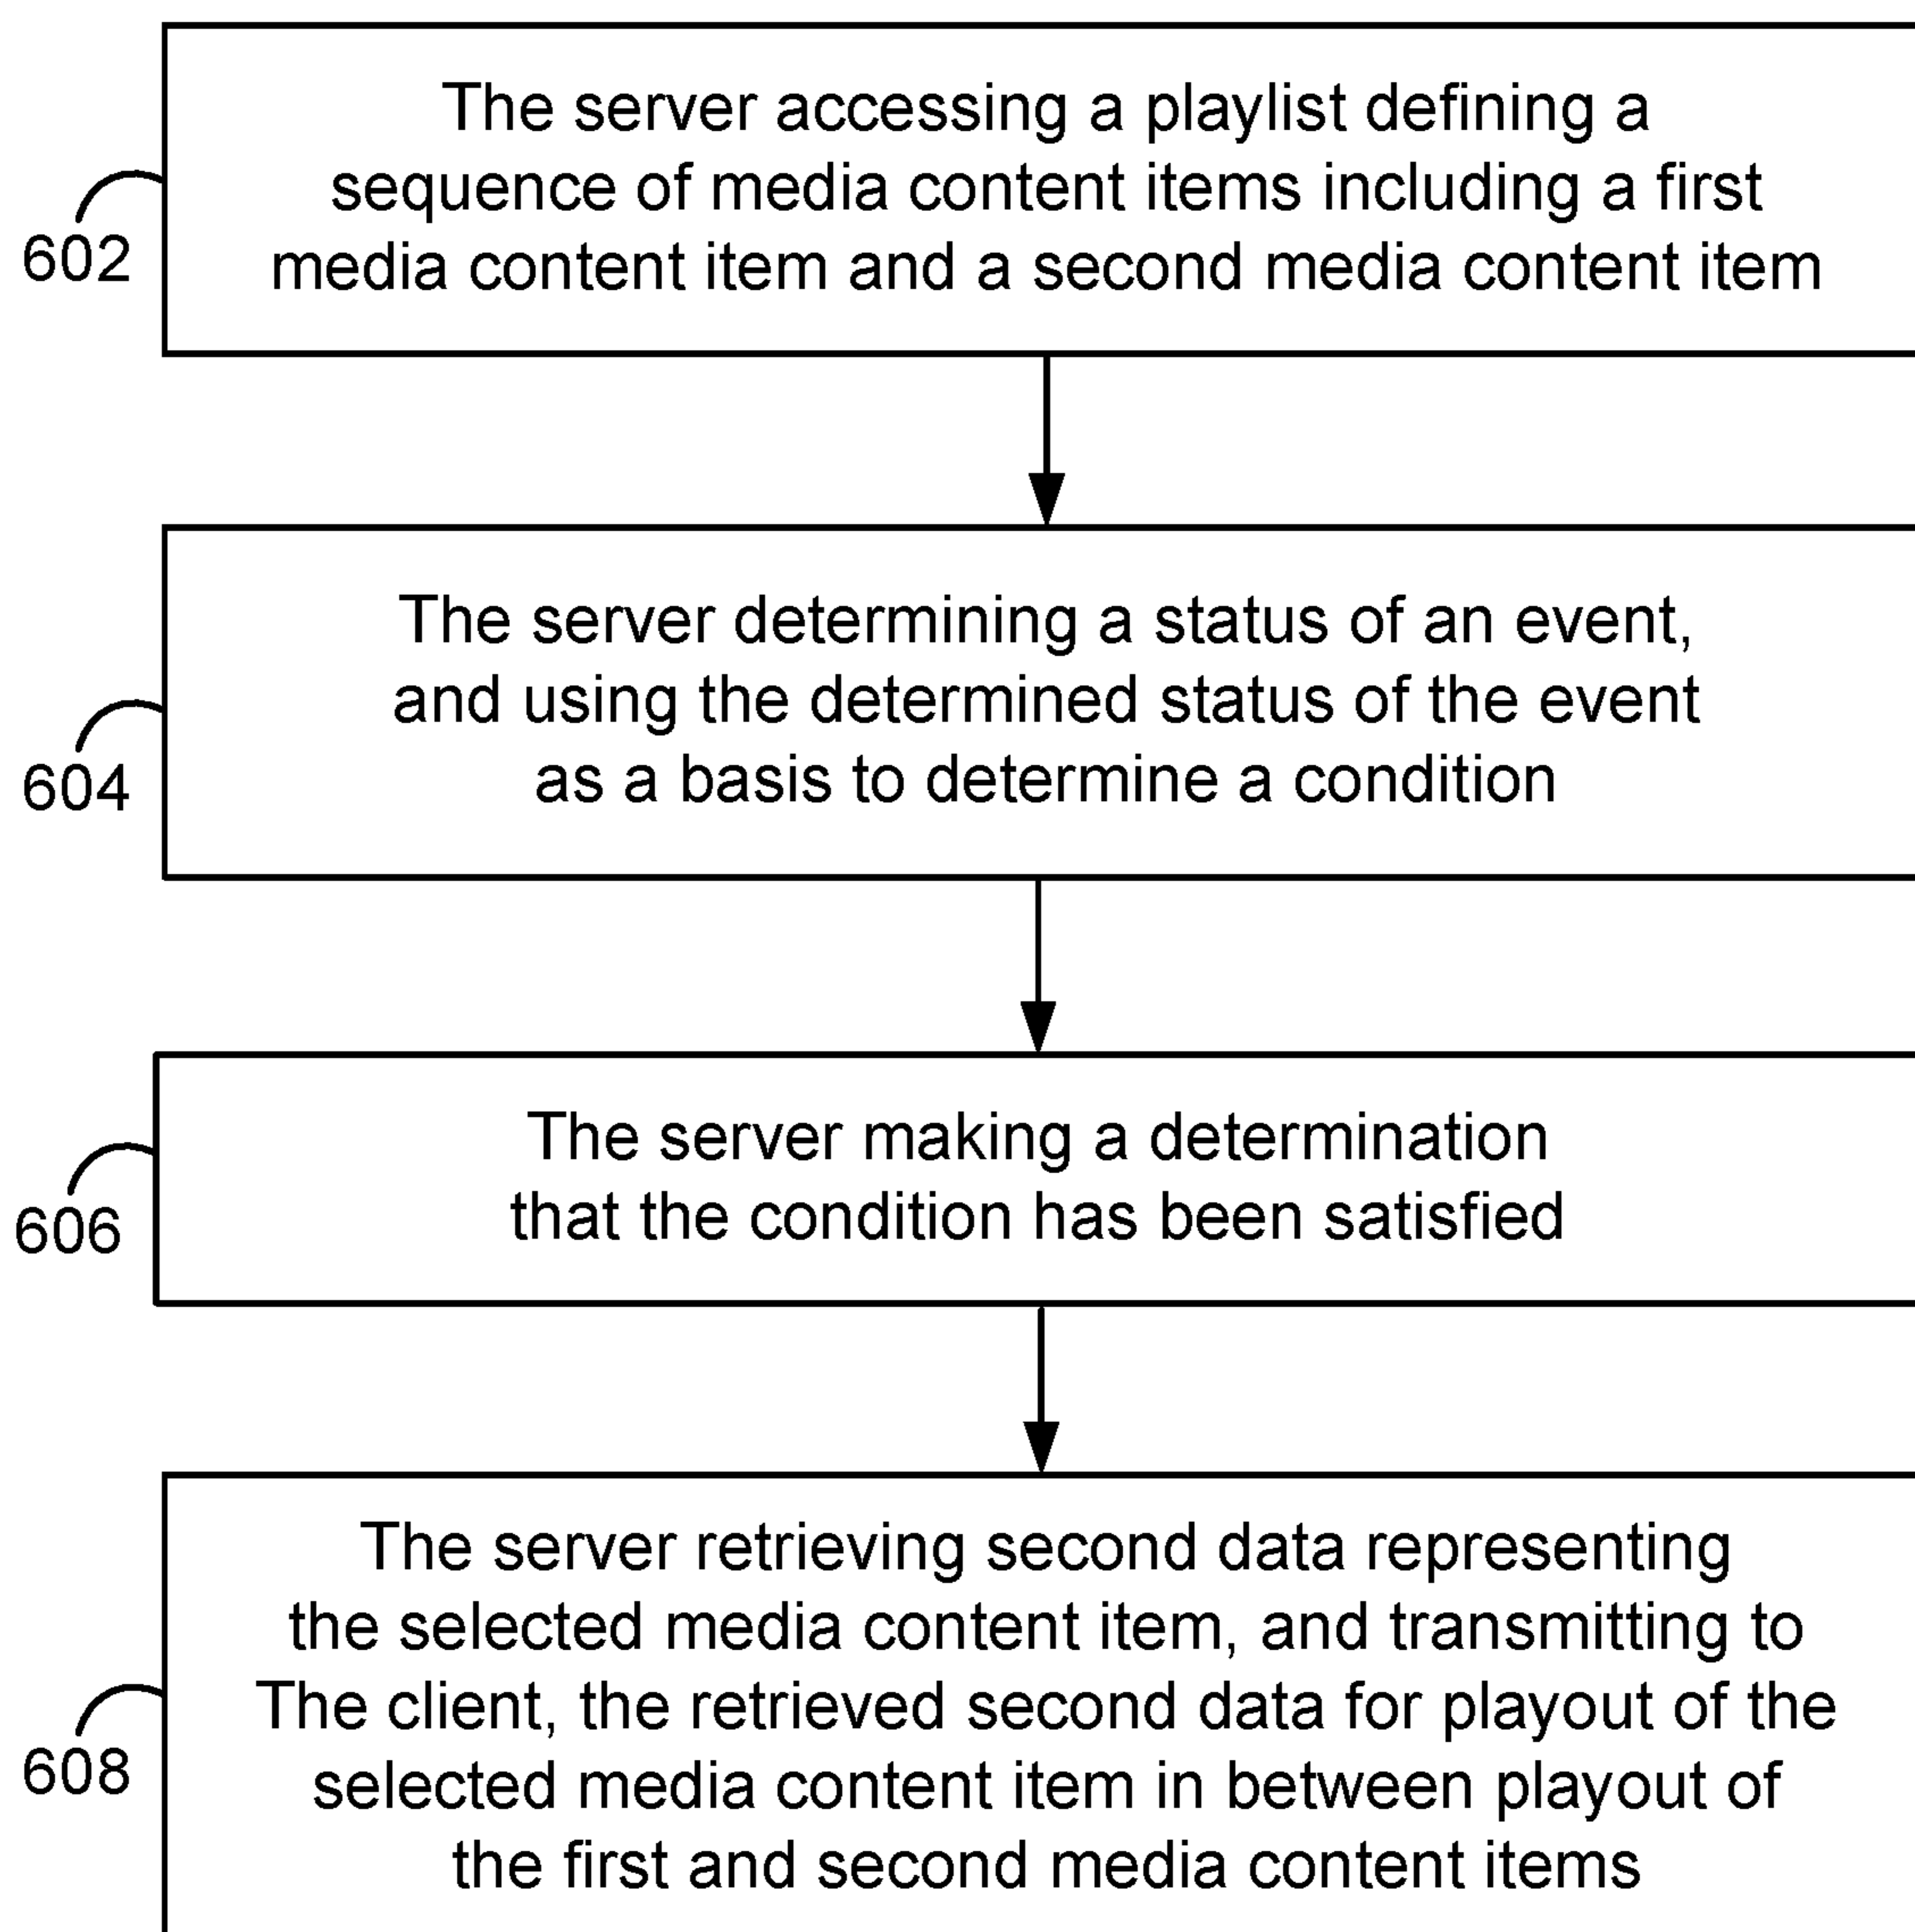 The server accessing a playlist defining a
sequence of media content items including a first
media content item and a second media content item
602
The server determining a status of an event,
and using the determined status of the event
as a basis to determine a condition
604
The server making a determination
that the condition has been satisfied
606
The server retrieving second data representing
the selected media content item, and transmitting to
The client, the retrieved second data for playout of the
selected media content item in between playout of
the first and second media content items
608